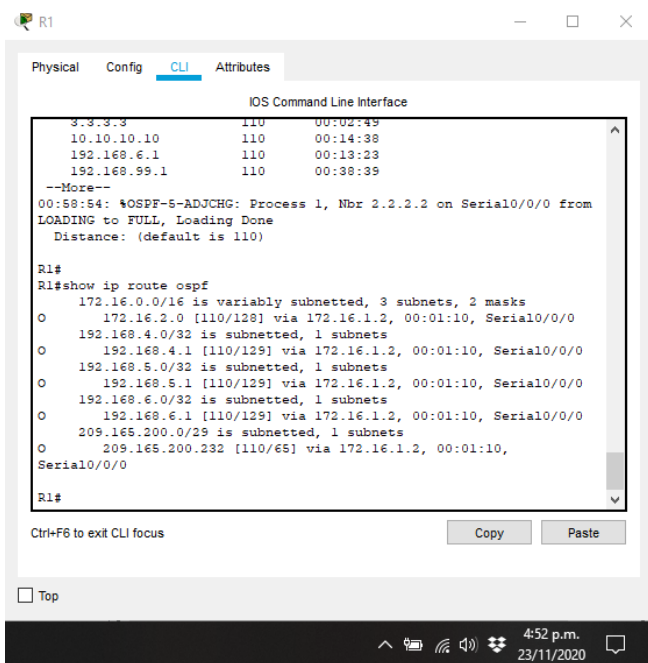 R1
Physical Config CLI Attributes
IOS Command Line Interface
3.3.3.3 110 00:02:49
10.10.10.10 110 00:14:38
192.168.6.1 110 00:13:23
192.168.99.1 110 00:38:39
--More--
00:58:54: %OSPF-5-ADJCHG: Process 1, Nbr 2.2.2.2 on Serial0/0/0 from
LOADING to FULL, Loading Done
Distance: (default is 110)
R1#
R1#show ip route ospf
172.16.0.0/16 is variably subnetted, 3 subnets, 2 masks
O 172.16.2.0 [110/128] via 172.16.1.2, 00:01:10, Serial0/0/0
192.168.4.0/32 is subnetted, 1 subnets
O 192.168.4.1 [110/129] via 172.16.1.2, 00:01:10, Serial0/0/0
192.168.5.0/32 is subnetted, 1 subnets
O 192.168.5.1 [110/129] via 172.16.1.2, 00:01:10, Serial0/0/0
192.168.6.0/32 is subnetted, 1 subnets
O 192.168.6.1 [110/129] via 172.16.1.2, 00:01:10, Serial0/0/0
209.165.200.0/29 is subnetted, 1 subnets
O 209.165.200.232 [110/65] via 172.16.1.2, 00:01:10,
Serial0/0/0
R1#
Ctrl+F6 to exit CLI focus
Copy Paste
Top
4:52 p.m.
23/11/2020